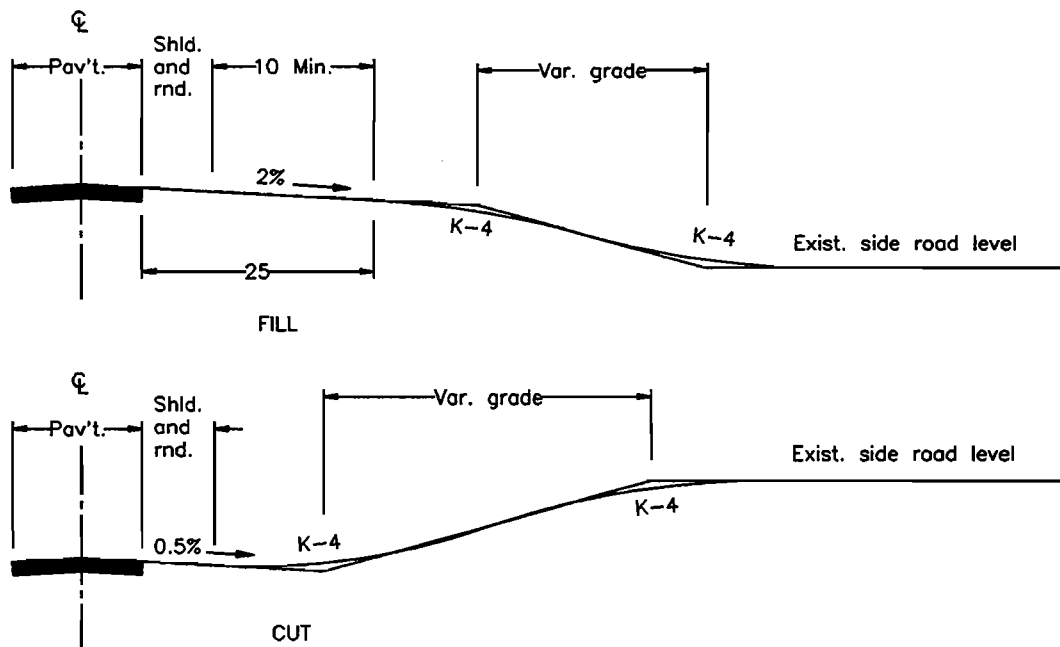 ℄
Pav't.
Shld.
and
rnd.
10 Min.
Var. grade
2%
K-4
K-4
Exist. side road level
25
FILL
℄
Pav't.
Shld.
and
rnd.
Var. grade
Exist. side road level
0.5%
K-4
K-4
CUT